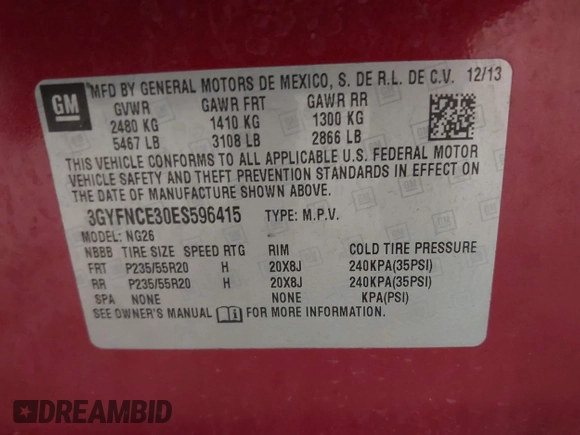 GM
MFD BY GENERAL MOTORS DE MEXICO, S. DE R.L. DE C.V. 12/13
GVWR GAWR FRT GAWR RR
2480 KG 1410 KG 1300 KG
5467 LB 3108 LB 2866 LB
THIS VEHICLE CONFORMS TO ALL APPLICABLE U.S. FEDERAL MOTOR
VEHICLE SAFETY AND THEFT PREVENTION STANDARDS IN EFFECT ON
THE DATE OF MANUFACTURE SHOWN ABOVE.
3GYFNCE30ES596415 TYPE: M.P.V.
MODEL: NG26
NBBB TIRE SIZE SPEED RTG RIM COLD TIRE PRESSURE
FRT P235/55R20 H 20X8J 240KPA(35PSI)
RR P235/55R20 H 20X8J 240KPA(35PSI)
SPA NONE NONE KPA(PSI)
SEE OWNER'S MANUAL FOR MORE INFORMATION.
DREAMBID